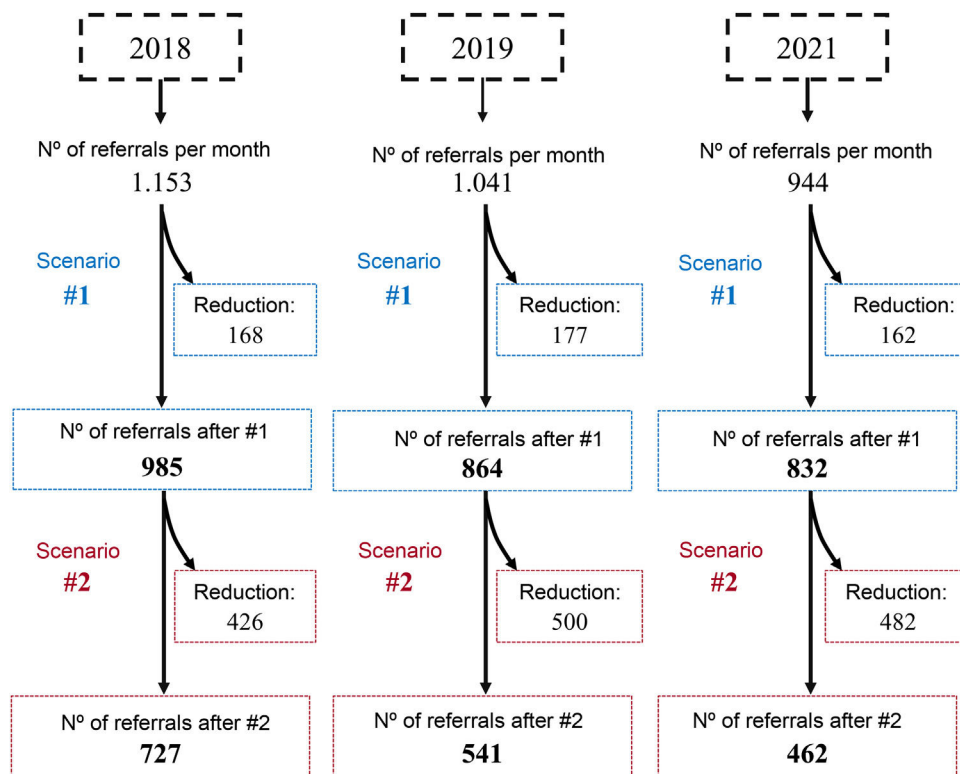 2018
Nº of referrals per month
1.153
Scenario
#1
Reduction:
168
Nº of referrals after #1
985
Scenario
#2
Reduction:
426
Nº of referrals after #2
727
2019
Nº of referrals per month
1.041
Scenario
#1
Reduction:
177
Nº of referrals after #1
864
Scenario
#2
Reduction:
500
Nº of referrals after #2
541
2021
Nº of referrals per month
944
Scenario
#1
Reduction:
162
Nº of referrals after #1
832
Scenario
#2
Reduction:
482
Nº of referrals after #2
462